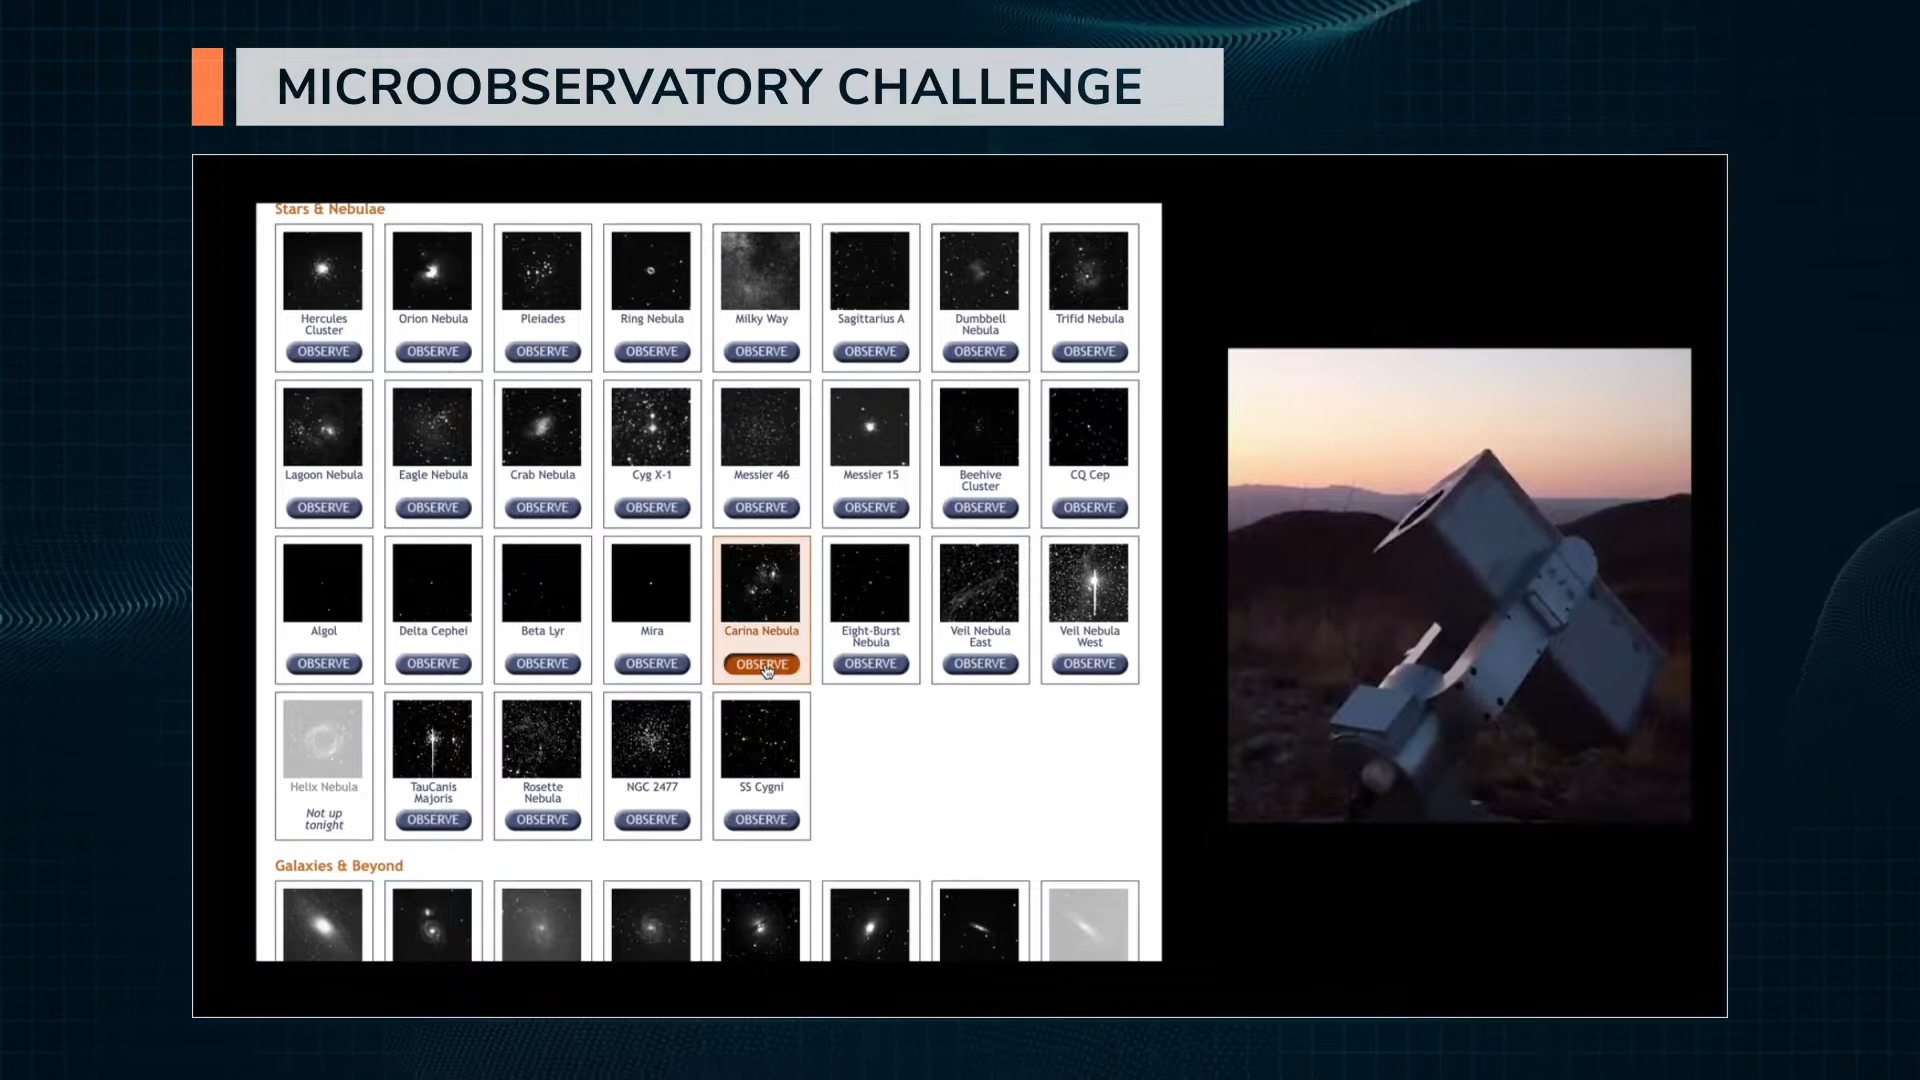 MICROOBSERVATORY CHALLENGE
Stars & Nebulae
Hercules
Cluster
OBSERVE
Orion Nebula
OBSERVE
Pleiades
OBSERVE
Ring Nebula
OBSERVE
Milky Way
OBSERVE
Sagittarius A
OBSERVE
Dumbbell
Nebula
OBSERVE
Trifid Nebula
OBSERVE
Lagoon Nebula
OBSERVE
Eagle Nebula
OBSERVE
Crab Nebula
OBSERVE
Cyg X-1
OBSERVE
Messier 46
OBSERVE
Messier 15
OBSERVE
Beehive
Cluster
OBSERVE
CQ Cep
OBSERVE
Algol
OBSERVE
Delta Cephei
OBSERVE
Beta Lyr
OBSERVE
Mira
OBSERVE
Carina Nebula
OBSERVE
Eight-Burst
Nebula
OBSERVE
Veil Nebula
East
OBSERVE
Veil Nebula
West
OBSERVE
Helix Nebula
Not up
tonight
TauCanis
Majoris
OBSERVE
Rosette
Nebula
OBSERVE
NGC 2477
OBSERVE
SS Cygni
OBSERVE
Galaxies & Beyond